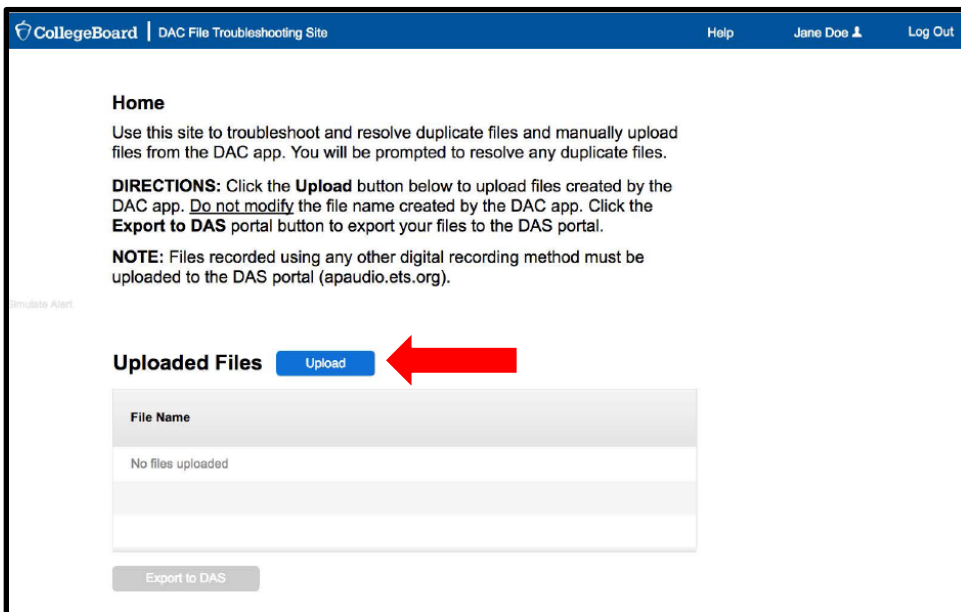 CollegeBoard | DAC File Troubleshooting Site Help Jane Doe Log Out
Home
Use this site to troubleshoot and resolve duplicate files and manually upload
files from the DAC app. You will be prompted to resolve any duplicate files.
DIRECTIONS: Click the Upload button below to upload files created by the
DAC app. Do not modify the file name created by the DAC app. Click the
Export to DAS portal button to export your files to the DAS portal.
NOTE: Files recorded using any other digital recording method must be
uploaded to the DAS portal (apaudio.ets.org).
Simulate Alert
Uploaded Files Upload
File Name
No files uploaded
Export to DAS